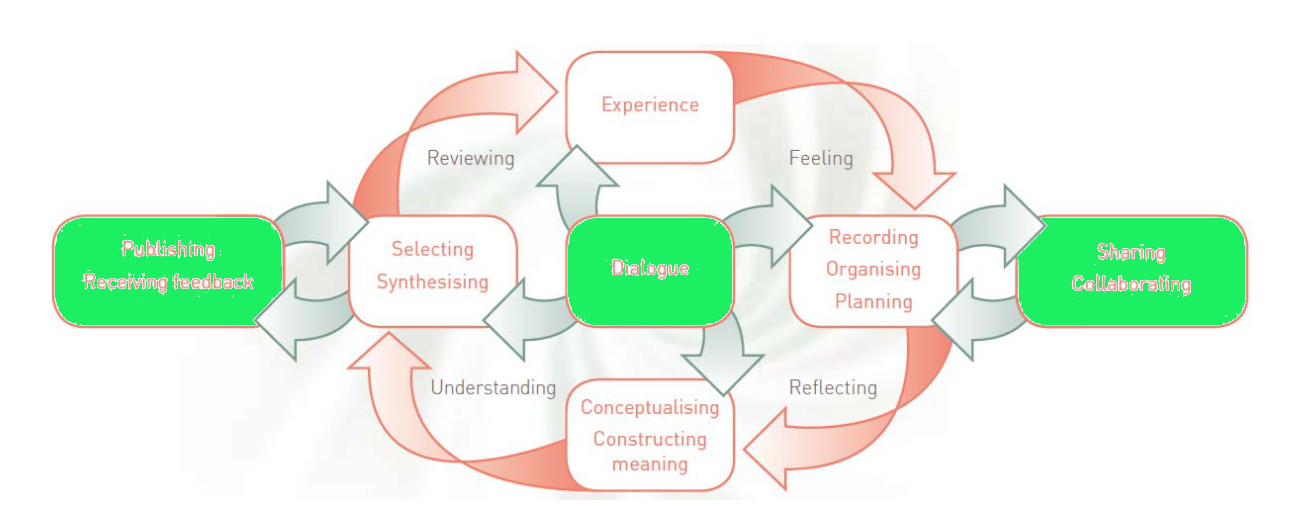 Experience
Reviewing
Feeling
Publishing
Receiving feedback
Selecting
Synthesising
Dialogue
Recording
Organising
Planning
Sharing
Collaborating
Understanding
Reflecting
Conceptualising
Constructing
meaning